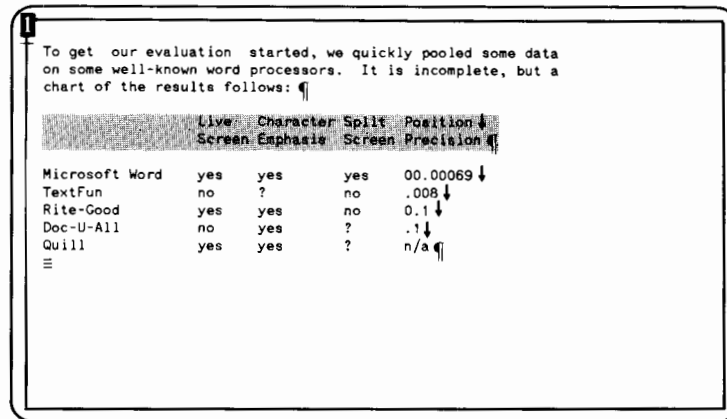 1
To get our evaluation started, we quickly pooled some data
on some well-known word processors. It is incomplete, but a
chart of the results follows: ¶
Live Character Split Position ↓
Screen Emphasis Screen Precision ¶
Microsoft Word yes yes yes 00.00069 ↓
TextFun no ? no .008 ↓
Rite-Good yes yes no 0.1 ↓
Doc-U-All no yes ? .1 ↓
Quill yes yes ? n/a ¶